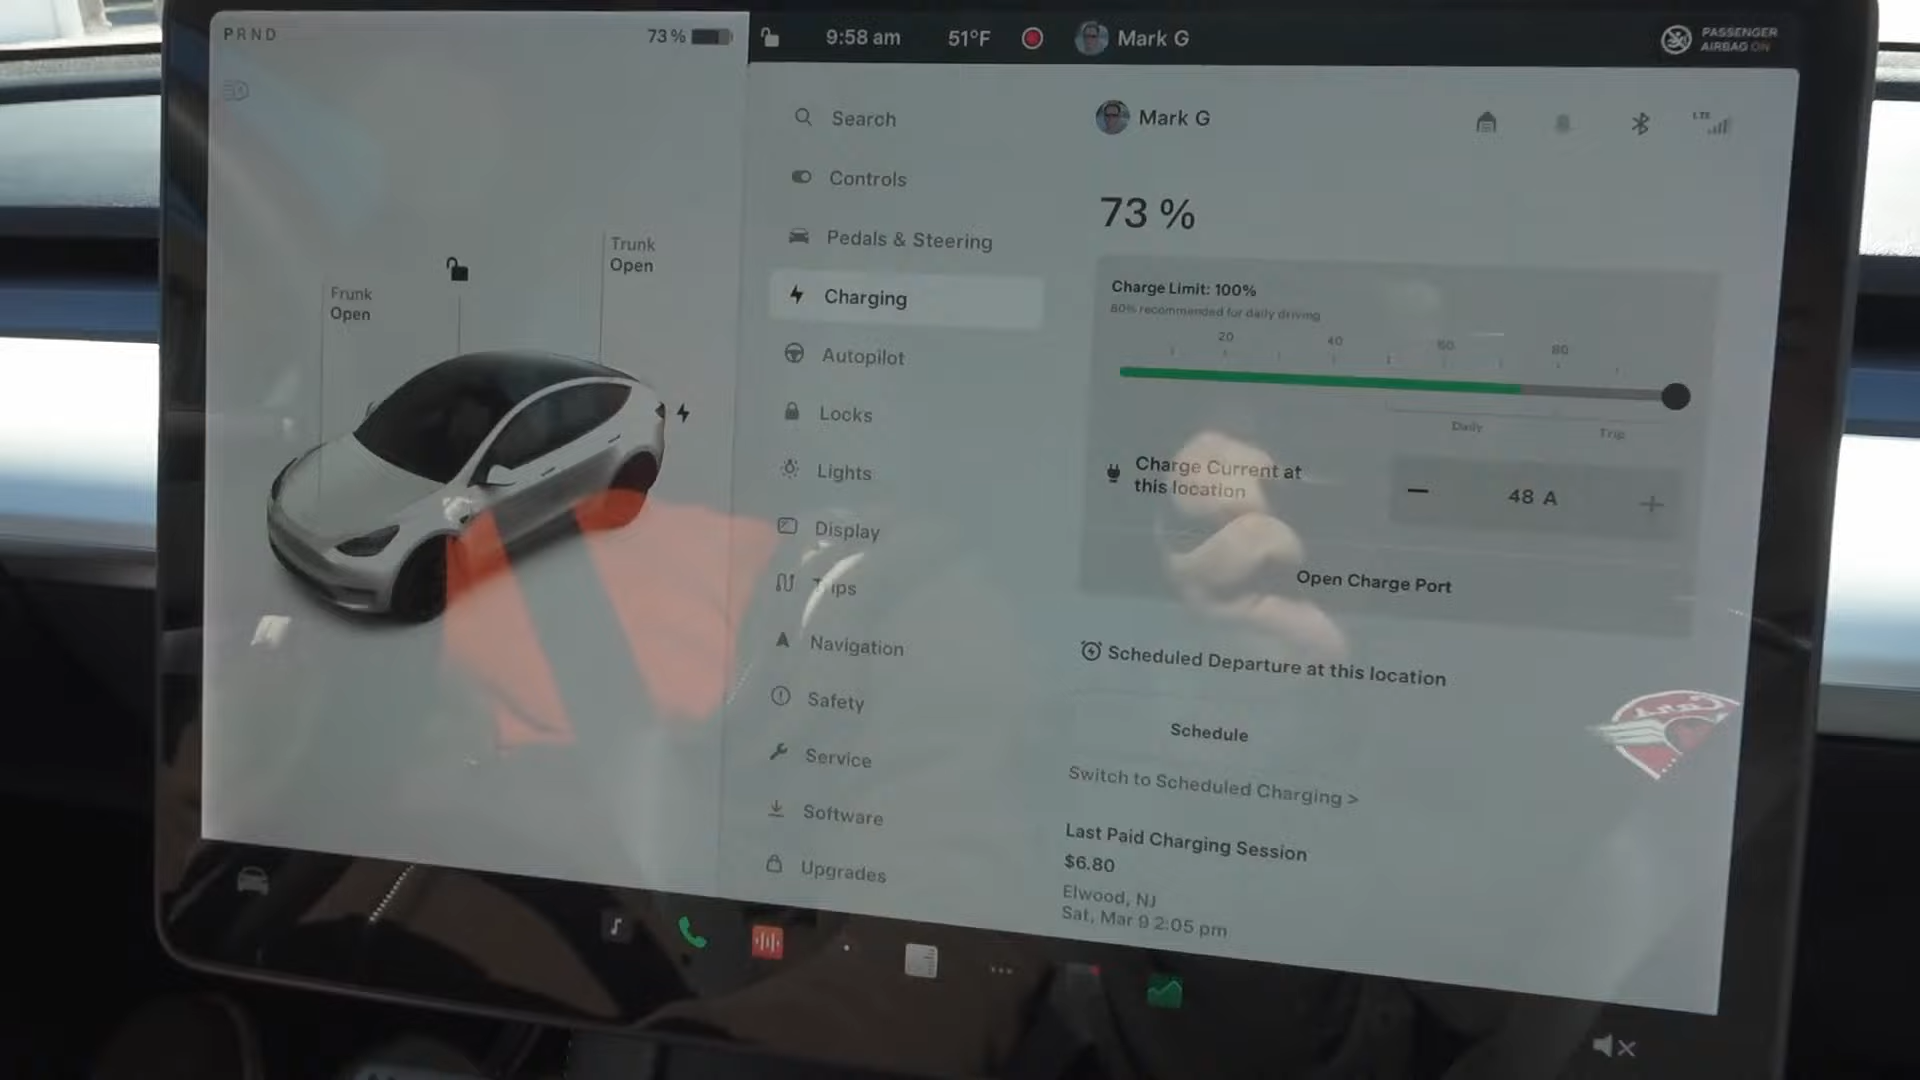 PRND
73 %
9:58 am
51°F
Mark G
PASSENGER
AIRBAG ON
Trunk
Open
Frunk
Open
Search
Controls
Pedals & Steering
Charging
Autopilot
Locks
Lights
Display
Trips
Navigation
Safety
Service
Software
Upgrades
Mark G
LTE
73 %
Charge Limit: 100%
80% recommended for daily driving
20
40
60
80
Daily
Trip
Charge Current at
this location
48 A
Open Charge Port
Scheduled Departure at this location
Schedule
Switch to Scheduled Charging >
Last Paid Charging Session
$6.80
Elwood, NJ
Sat, Mar 9 2:05 pm